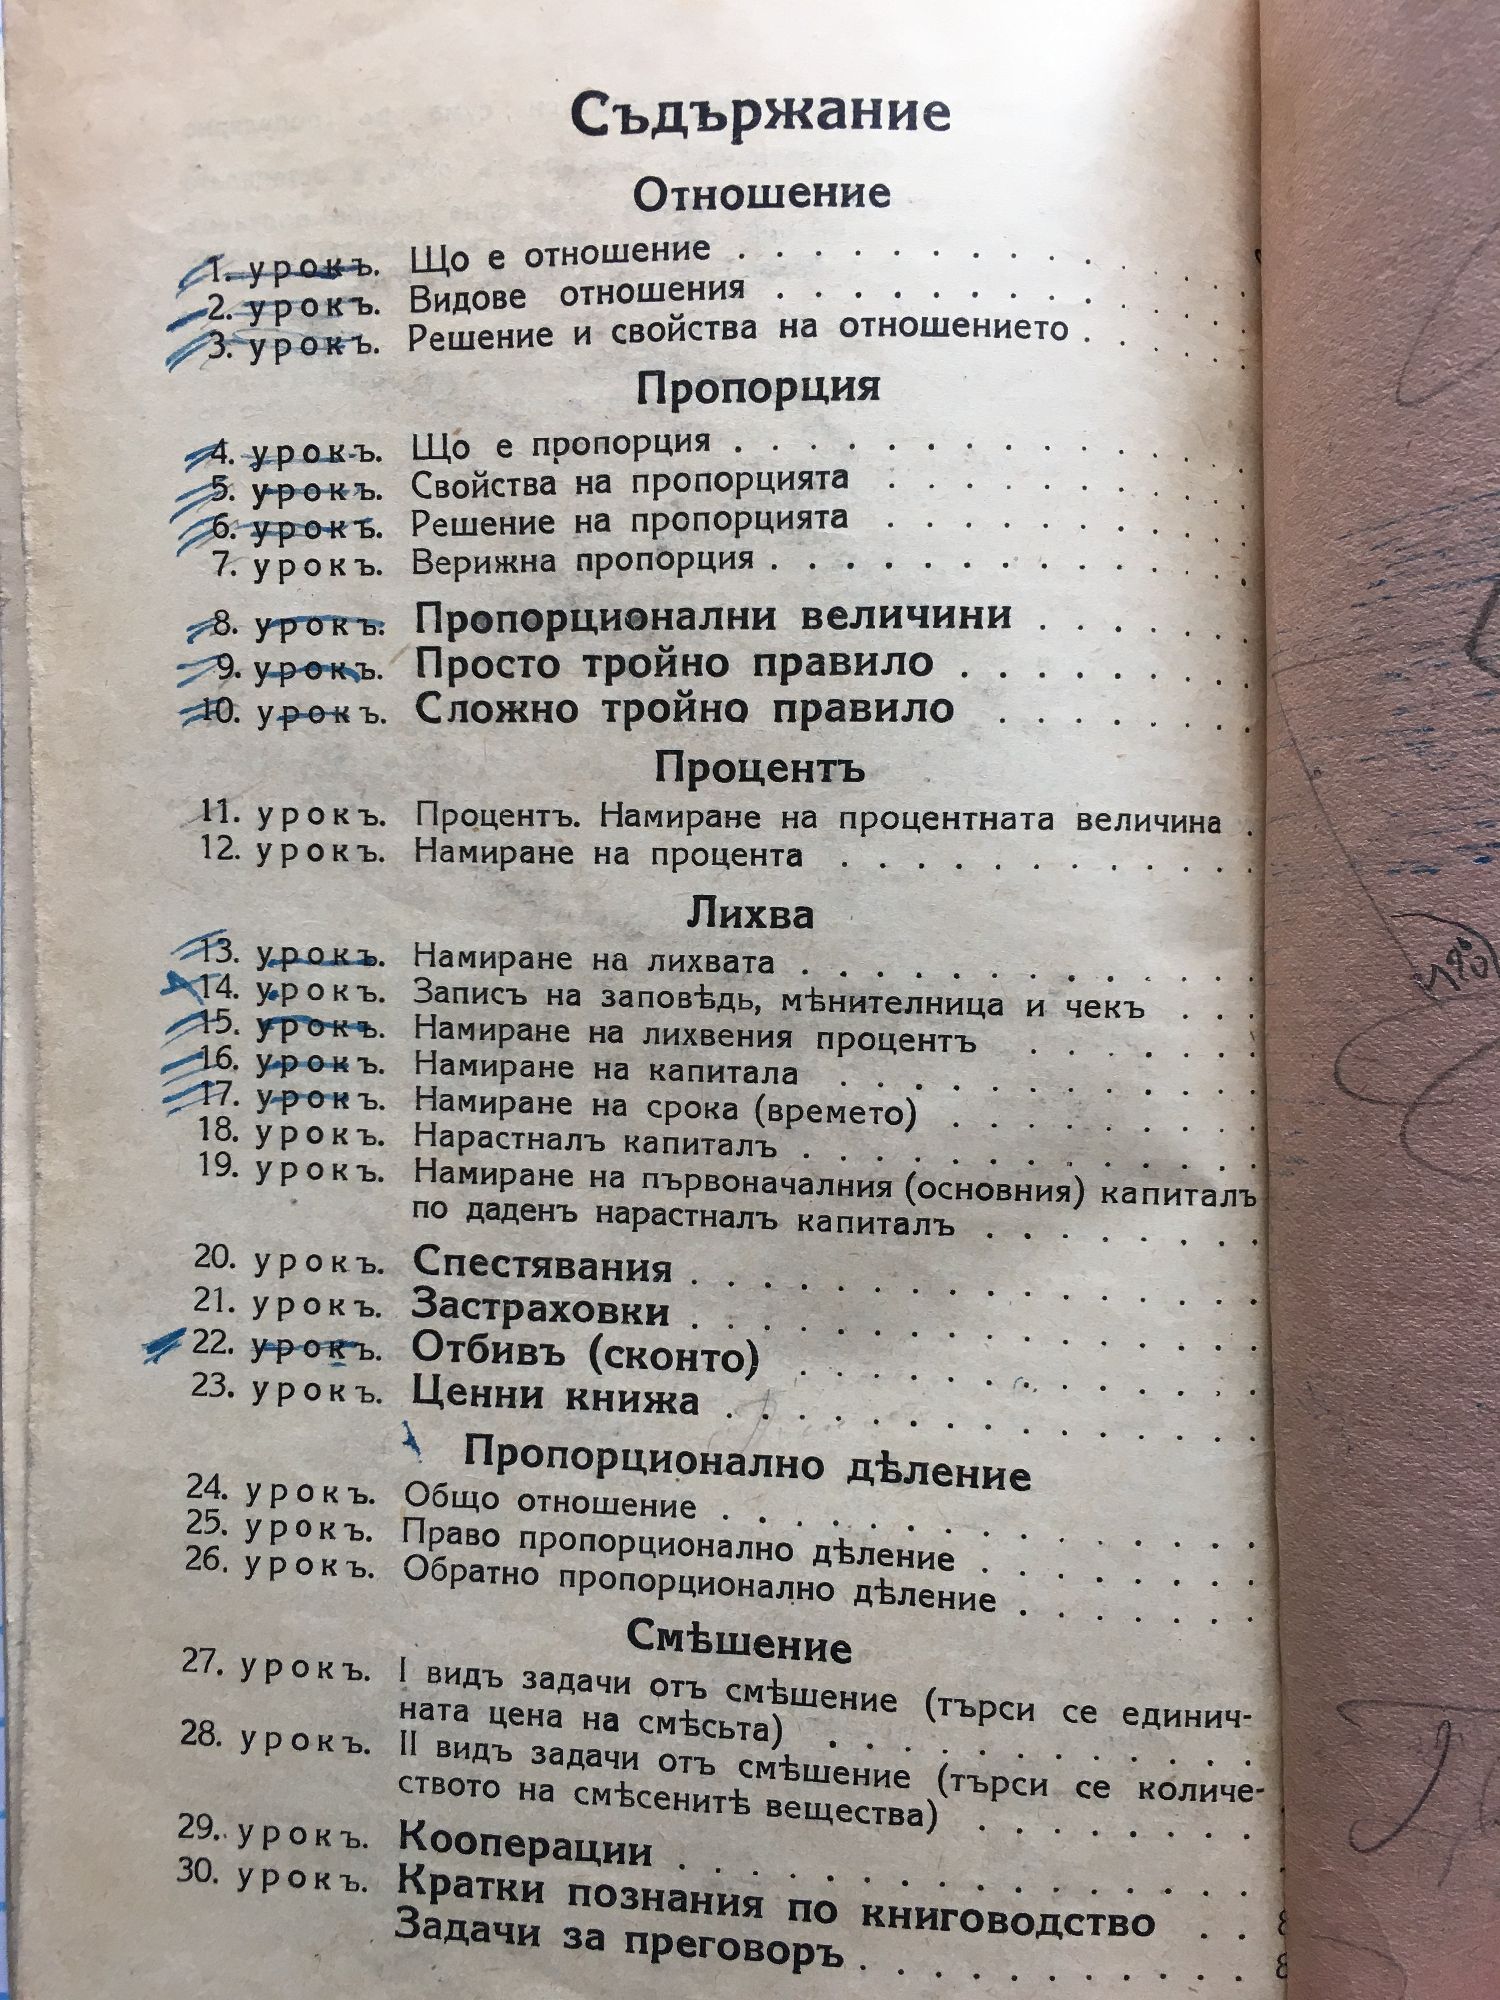 Съдържание
Отношение
1. урокъ. Що е отношение
2. урокъ. Видове отношения
3. урокъ. Решение и свойства на отношението
Пропорция
4. урокъ. Що е пропорция
5. урокъ. Свойства на пропорцията
6. урокъ. Решение на пропорцията
7. урокъ. Верижна пропорция
8. урокъ. Пропорционални величини
9. урокъ. Просто тройно правило
10. урокъ. Сложно тройно правило
Процентъ
11. урокъ. Процентъ. Намиране на процентната величина
12. урокъ. Намиране на процента
Лихва
13. урокъ. Намиране на лихвата
14. урокъ. Запись на заповѣдь, мѣнителница и чекъ
15. урокъ. Намиране на лихвения процентъ
16. урокъ. Намиране на капитала
17. урокъ. Намиране на срока (времето)
18. урокъ. Нарастналъ капиталъ
19. урокъ. Намиране на първоначалния (основния) капиталъ
по даденъ нарастналъ капиталъ
20. урокъ. Спестявания
21. урокъ. Застраховки
22. урокъ. Отбивъ (сконто)
23. урокъ. Ценни книжа
Пропорционално дѣление
24. урокъ. Общо отношение
25. урокъ. Право пропорционално дѣление
26. урокъ. Обратно пропорционално дѣление
Смѣшение
27. урокъ. I видъ задачи отъ смѣшение (търси се единич-
ната цена на смѣсьта)
28. урокъ. II видъ задачи отъ смѣшение (търси се количе-
ството на смѣсенитѣ вещества)
29. урокъ. Кооперации
30. урокъ. Кратки познания по книговодство
Задачи за преговоръ